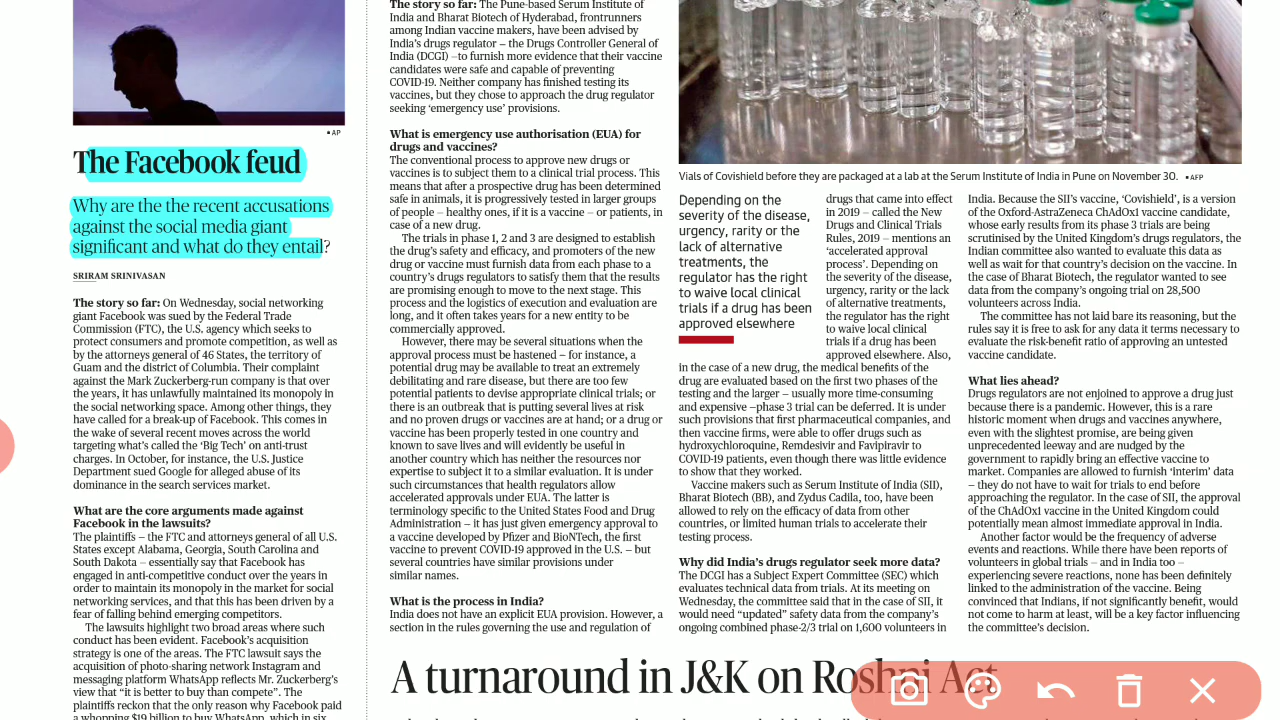 ▪ AP
The Facebook feud
Why are the the recent accusations
against the social media giant
significant and what do they entail?
SRIRAM SRINIVASAN
The story so far: On Wednesday, social networking
giant Facebook was sued by the Federal Trade
Commission (FTC), the U.S. agency which seeks to
protect consumers and promote competition, as well as
by the attorneys general of 46 States, the territory of
Guam and the district of Columbia. Their complaint
against the Mark Zuckerberg-run company is that over
the years, it has unlawfully maintained its monopoly in
the social networking space. Among other things, they
have called for a break-up of Facebook. This comes in
the wake of several recent moves across the world
targeting what's called the 'Big Tech' on anti-trust
charges. In October, for instance, the U.S. Justice
Department sued Google for alleged abuse of its
dominance in the search services market.
What are the core arguments made against
Facebook in the lawsuits?
The plaintiffs – the FTC and attorneys general of all U.S.
States except Alabama, Georgia, South Carolina and
South Dakota – essentially say that Facebook has
engaged in anti-competitive conduct over the years in
order to maintain its monopoly in the market for social
networking services, and that this has been driven by a
fear of falling behind emerging competitors.
The lawsuits highlight two broad areas where such
conduct has been evident. Facebook's acquisition
strategy is one of the areas. The FTC lawsuit says the
acquisition of photo-sharing network Instagram and
messaging platform WhatsApp reflects Mr. Zuckerberg's
view that "it is better to buy than compete". The
plaintiffs reckon that the only reason why Facebook paid
a whopping $19 billion to buy WhatsApp, which in six
The story so far: The Pune-based Serum Institute of
India and Bharat Biotech of Hyderabad, frontrunners
among Indian vaccine makers, have been advised by
India's drugs regulator – the Drugs Controller General of
India (DCGI) –to furnish more evidence that their vaccine
candidates were safe and capable of preventing
COVID-19. Neither company has finished testing its
vaccines, but they chose to approach the drug regulator
seeking 'emergency use' provisions.
What is emergency use authorisation (EUA) for
drugs and vaccines?
The conventional process to approve new drugs or
vaccines is to subject them to a clinical trial process. This
means that after a prospective drug has been determined
safe in animals, it is progressively tested in larger groups
of people – healthy ones, if it is a vaccine – or patients, in
case of a new drug.
The trials in phase 1, 2 and 3 are designed to establish
the drug's safety and efficacy, and promoters of the new
drug or vaccine must furnish data from each phase to a
country's drugs regulators to satisfy them that the results
are promising enough to move to the next stage. This
process and the logistics of execution and evaluation are
long, and it often takes years for a new entity to be
commercially approved.
However, there may be several situations when the
approval process must be hastened – for instance, a
potential drug may be available to treat an extremely
debilitating and rare disease, but there are too few
potential patients to devise appropriate clinical trials; or
there is an outbreak that is putting several lives at risk
and no proven drugs or vaccines are at hand; or a drug or
vaccine has been properly tested in one country and
known to save lives and will evidently be useful in
another country which has neither the resources nor
expertise to subject it to a similar evaluation. It is under
such circumstances that health regulators allow
accelerated approvals under EUA. The latter is
terminology specific to the United States Food and Drug
Administration – it has just given emergency approval to
a vaccine developed by Pfizer and BioNTech, the first
vaccine to prevent COVID-19 approved in the U.S. – but
several countries have similar provisions under
similar names.
What is the process in India?
India does not have an explicit EUA provision. However, a
section in the rules governing the use and regulation of
Vials of Covishield before they are packaged at a lab at the Serum Institute of India in Pune on November 30. ▪ AFP
Depending on the
severity of the disease,
urgency, rarity or the
lack of alternative
treatments, the
regulator has the right
to waive local clinical
trials if a drug has been
approved elsewhere
drugs that came into effect
in 2019 – called the New
Drugs and Clinical Trials
Rules, 2019 – mentions an
'accelerated approval
process'. Depending on
the severity of the disease,
urgency, rarity or the lack
of alternative treatments,
the regulator has the right
to waive local clinical
trials if a drug has been
approved elsewhere. Also,
in the case of a new drug, the medical benefits of the
drug are evaluated based on the first two phases of the
testing and the larger – usually more time-consuming
and expensive –phase 3 trial can be deferred. It is under
such provisions that first pharmaceutical companies, and
then vaccine firms, were able to offer drugs such as
hydroxychloroquine, Remdesivir and Favipiravir to
COVID-19 patients, even though there was little evidence
to show that they worked.
Vaccine makers such as Serum Institute of India (SII),
Bharat Biotech (BB), and Zydus Cadila, too, have been
allowed to rely on the efficacy of data from other
countries, or limited human trials to accelerate their
testing process.
Why did India's drugs regulator seek more data?
The DCGI has a Subject Expert Committee (SEC) which
evaluates technical data from trials. At its meeting on
Wednesday, the committee said that in the case of SII, it
would need "updated" safety data from the company's
ongoing combined phase-2/3 trial on 1,600 volunteers in
India. Because the SII's vaccine, 'Covishield', is a version
of the Oxford-AstraZeneca ChAdOx1 vaccine candidate,
whose early results from its phase 3 trials are being
scrutinised by the United Kingdom's drugs regulators, the
Indian committee also wanted to evaluate this data as
well as wait for that country's decision on the vaccine. In
the case of Bharat Biotech, the regulator wanted to see
data from the company's ongoing trial on 28,500
volunteers across India.
The committee has not laid bare its reasoning, but the
rules say it is free to ask for any data it terms necessary to
evaluate the risk-benefit ratio of approving an untested
vaccine candidate.
What lies ahead?
Drugs regulators are not enjoined to approve a drug just
because there is a pandemic. However, this is a rare
historic moment when drugs and vaccines anywhere,
even with the slightest promise, are being given
unprecedented leeway and are nudged by the
government to rapidly bring an effective vaccine to
market. Companies are allowed to furnish 'interim' data
– they do not have to wait for trials to end before
approaching the regulator. In the case of SII, the approval
of the ChAdOx1 vaccine in the United Kingdom could
potentially mean almost immediate approval in India.
Another factor would be the frequency of adverse
events and reactions. While there have been reports of
volunteers in global trials – and in India too –
experiencing severe reactions, none has been definitely
linked to the administration of the vaccine. Being
convinced that Indians, if not significantly benefit, would
not come to harm at least, will be a key factor influencing
the committee's decision.
A turnaround in J&K on Roshni Act